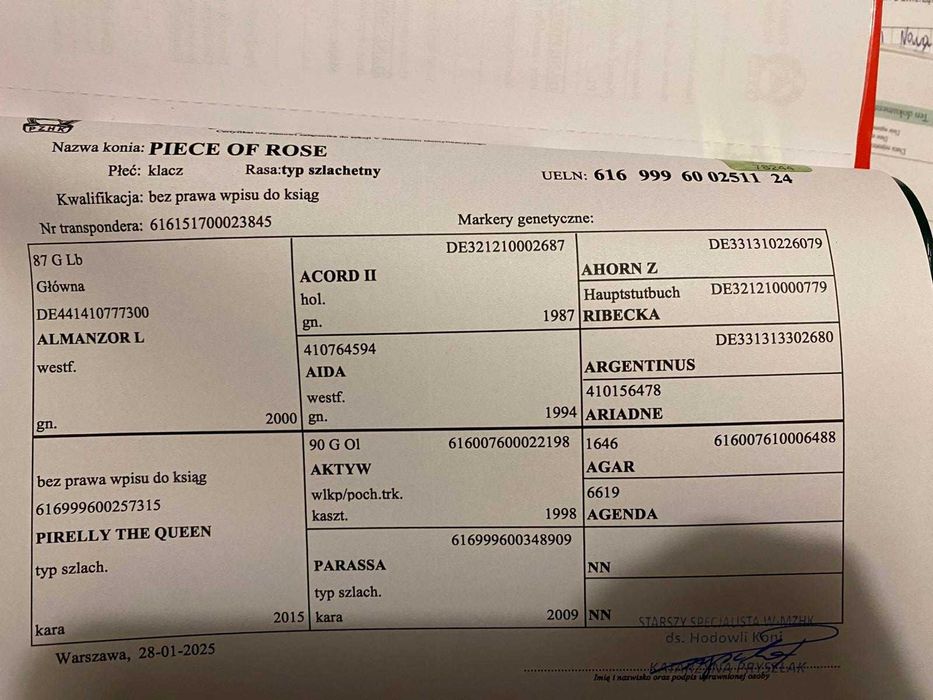 Nowa
Ten dokument
PZHK
Nazwa konia: PIECE OF ROSE
Płeć: klacz Rasa:typ szlachetny UELN: 616 999 60 02511 24
Kwalifikacja: bez prawa wpisu do ksiąg
Nr transpondera: 616151700023845 Markery genetyczne:
87 G Lb
Główna
DE441410777300
ALMANZOR L
westf.
gn. 2000
DE321210002687
ACORD II
hol.
gn. 1987
DE331310226079
AHORN Z
Hauptstutbuch DE321210000779
RIBECKA
410764594
AIDA
westf.
gn. 1994
DE331313302680
ARGENTINUS
410156478
ARIADNE
bez prawa wpisu do ksiąg
616999600257315
PIRELLY THE QUEEN
typ szlach.
kara 2015
90 G Ol 616007600022198
AKTYW
wlkp/poch.trk.
kaszt. 1998
1646 616007610006488
AGAR
6619
AGENDA
616999600348909
PARASSA
typ szlach.
kara 2009
NN
NN
Warszawa, 28-01-2025
STARSZY SPECJALISTA W-MZHK
ds. Hodowli Koni
KATARZYNA PRYSZLAK
Imię i nazwisko oraz podpis uprawnionej osoby